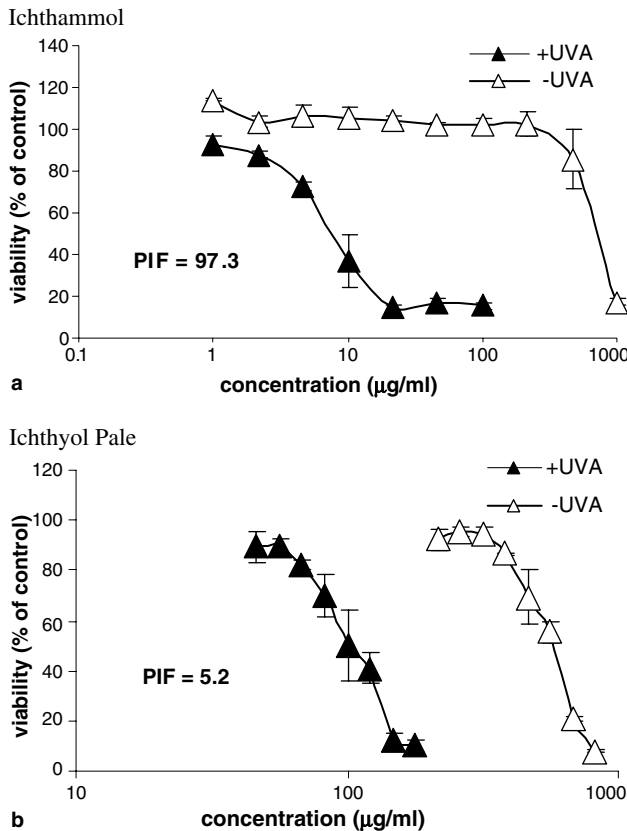 Ichthammol
140
120
100
80
60
40
20
0
viability (% of control)
+UVA
-UVA
PIF = 97.3
0.1 1 10 100 1000
concentration (μg/ml)
a
Ichthyol Pale
120
100
80
60
40
20
0
viability (% of control)
+UVA
-UVA
PIF = 5.2
10 100 1000
concentration (μg/ml)
b